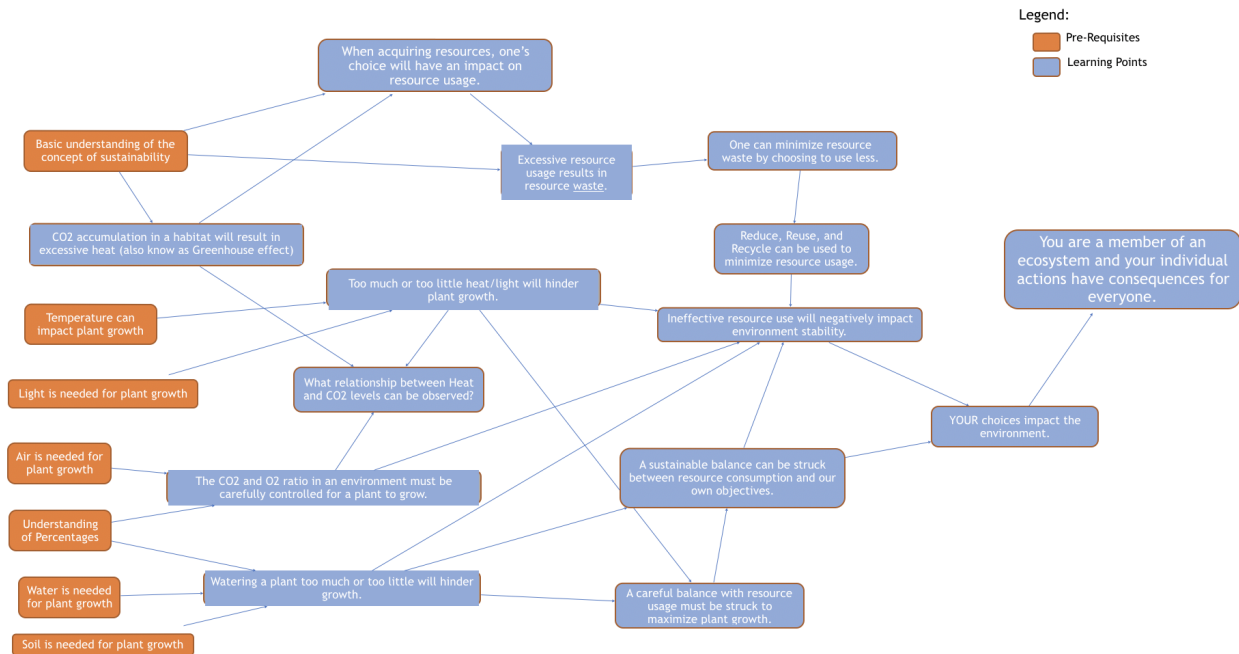 Legend:
Pre-Requisites
Learning Points
When acquiring resources, one's
choice will have an impact on
resource usage.
Basic understanding of the
concept of sustainability
Excessive resource
usage results in
resource waste.
One can minimize resource
waste by choosing to use less.
CO2 accumulation in a habitat will result in
excessive heat (also know as Greenhouse effect)
Reduce, Reuse, and
Recycle can be used to
minimize resource usage.
You are a member of an
ecosystem and your individual
actions have consequences for
everyone.
Too much or too little heat/light will hinder
plant growth.
Temperature can
impact plant growth
Ineffective resource use will negatively impact
environment stability.
Light is needed for plant growth
What relationship between Heat
and CO2 levels can be observed?
YOUR choices impact the
environment.
Air is needed for
plant growth
The CO2 and O2 ratio in an environment must be
carefully controlled for a plant to grow.
A sustainable balance can be struck
between resource consumption and our
own objectives.
Understanding
of Percentages
Water is needed
for plant growth
Watering a plant too much or too little will hinder
growth.
A careful balance with resource
usage must be struck to
maximize plant growth.
Soil is needed for plant growth